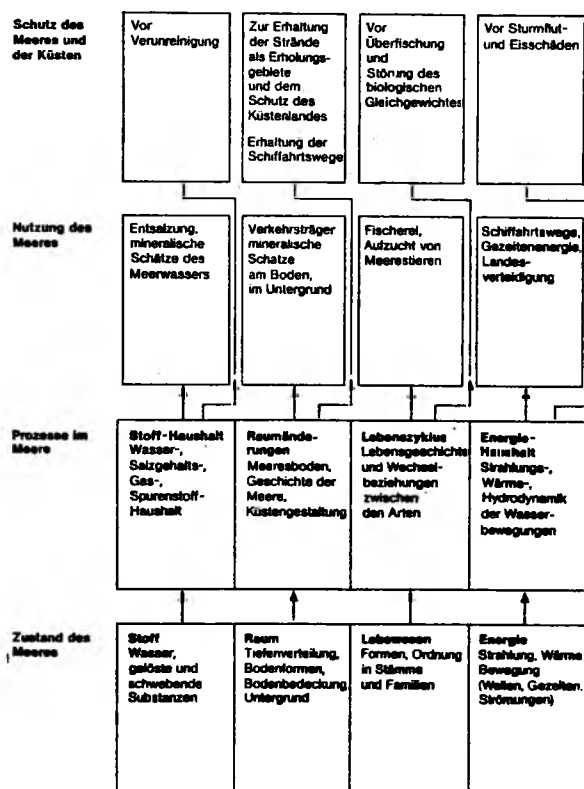 Schutz des
Meeres und
der Küsten
Vor
Verunreinigung
Zur Erhaltung
der Strände
als Erholungs-
gebiete
und dem
Schutz des
Küstenlandes
Erhaltung der
Schiffahrtswege
Vor
Überfischung
und
Störung des
biologischen
Gleichgewichtes
Vor Sturmflut-
und Eisschäden
Nutzung des
Meeres
Entsalzung,
mineralische
Schätze des
Meerwassers
Verkehrsträger
mineralische
Schätze
am Boden,
im Untergrund
Fischerei,
Aufzucht von
Meerestieren
Schiffahrtswege,
Gezeitenenergie,
Landes-
verteidigung
Prozesse im
Meere
Stoff-Haushalt
Wasser-,
Salzgehalts-,
Gas-,
Spurenstoff-
Haushalt
Raumände-
rungen
Meeresboden,
Geschichte der
Meere,
Küstengestaltung
Lebenszyklus
Lebensgeschichte
und Wechsel-
beziehungen
zwischen
den Arten
Energie-
Haushalt
Strahlungs-,
Wärme-,
Hydrodynamik
der Wasser-
bewegungen
Zustand des
Meeres
Stoff
Wasser,
gelöste und
schwebende
Substanzen
Raum
Tiefenverteilung,
Bodenformen,
Bodenbedeckung,
Untergrund
Lebewesen
Formen, Ordnung
in Stämme
und Familien
Energie
Strahlung, Wärme
Bewegung
(Wellen, Gezeiten,
Strömungen)